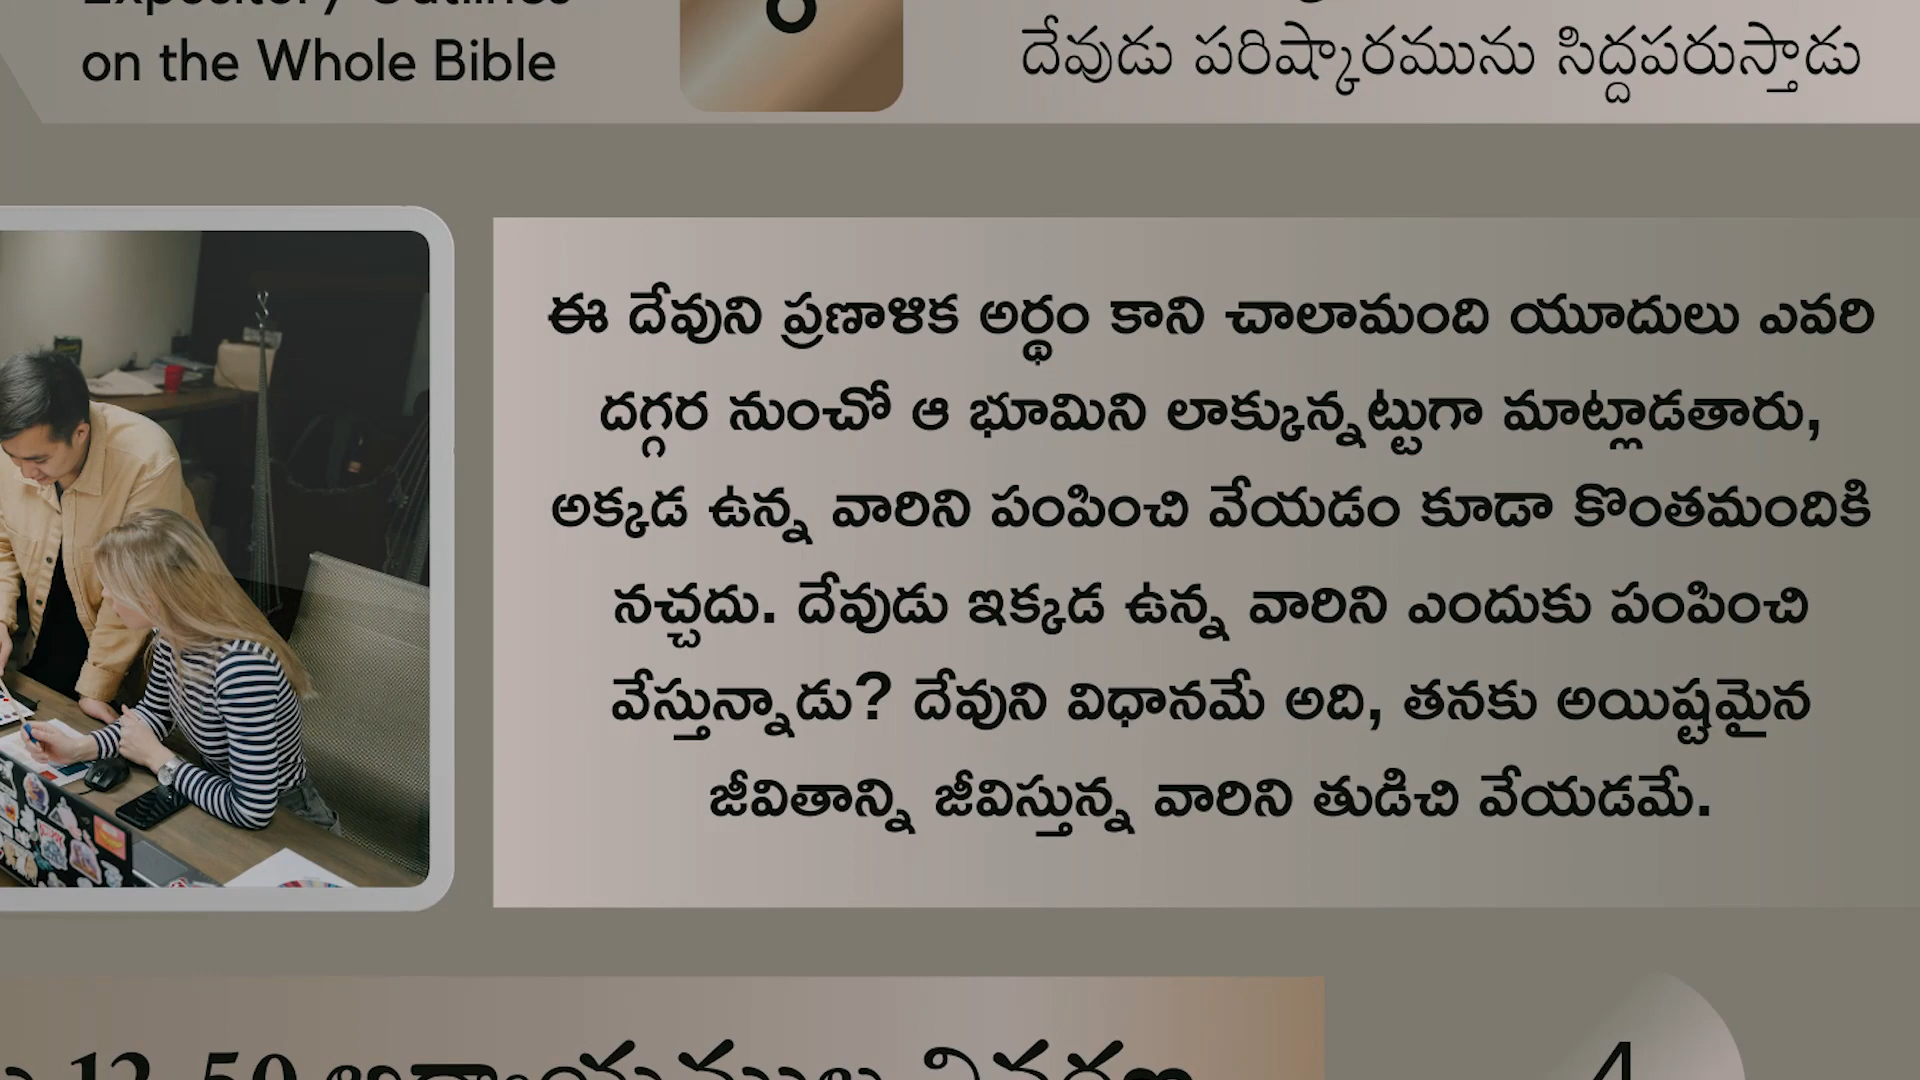 on the Whole Bible
దేవుడు పరిష్కారమును సిద్దపరుస్తాడు
ఈ దేవుని ప్రణాళిక అర్థం కాని చాలామంది యూదులు ఎవరి
దగ్గర నుంచో ఆ భూమిని లాక్కున్నట్టుగా మాట్లాడతారు,
అక్కడ ఉన్న వారిని పంపించి వేయడం కూడా కొంతమందికి
నచ్చదు. దేవుడు ఇక్కడ ఉన్న వారిని ఎందుకు పంపించి
వేస్తున్నాడు? దేవుని విధానమే అది, తనకు అయిష్టమైన
జీవితాన్ని జీవిస్తున్న వారిని తుడిచి వేయడమే.